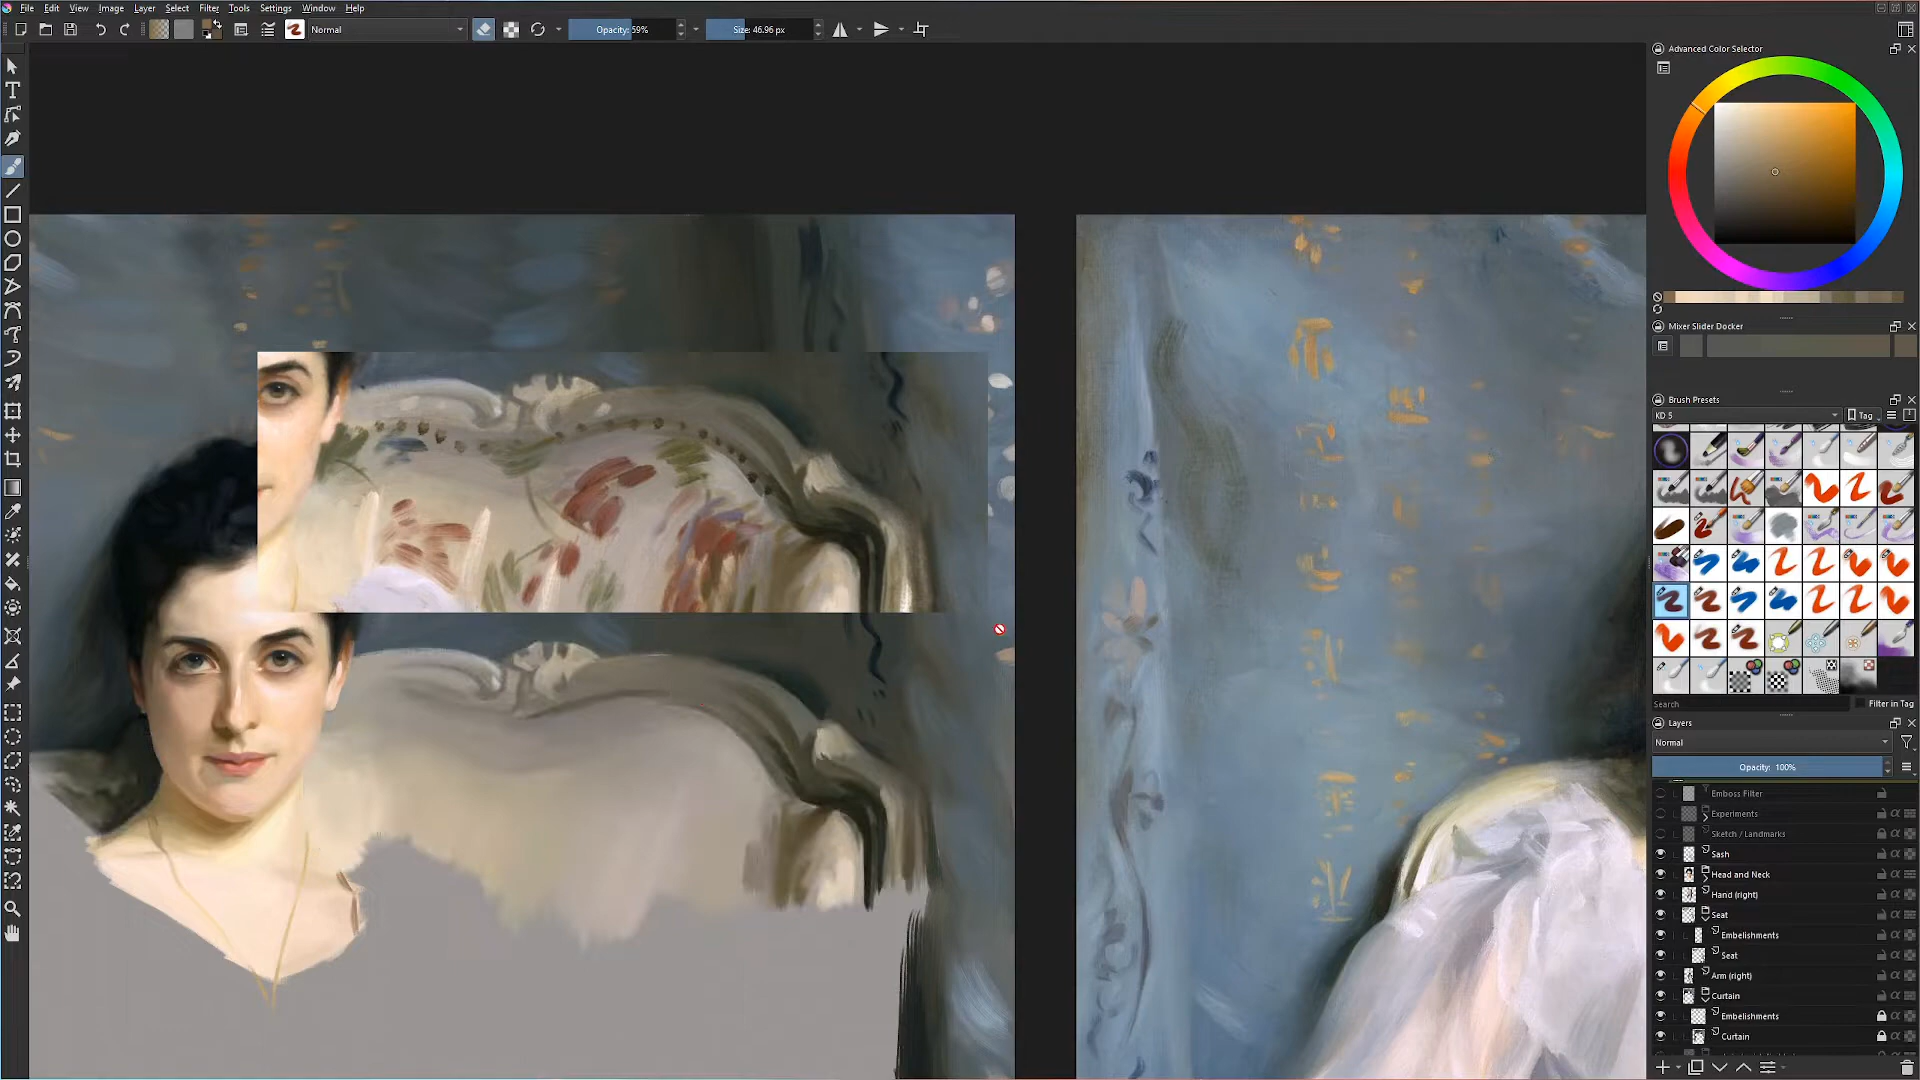 File Edit View Image Layer Select Filter Tools Settings Window Help
Normal
Opacity: 59%
Size: 46.96 px
Advanced Color Selector
Mixer Slider Docker
Brush Presets
KD 5
Tag
Search
Filter in Tag
Layers
Normal
Opacity: 100%
Emboss Filter
Experiments
Sketch / Landmarks
Sash
Head and Neck
Hand (right)
Seat
Embelishments
Seat
Arm (right)
Curtain
Embelishments
Curtain